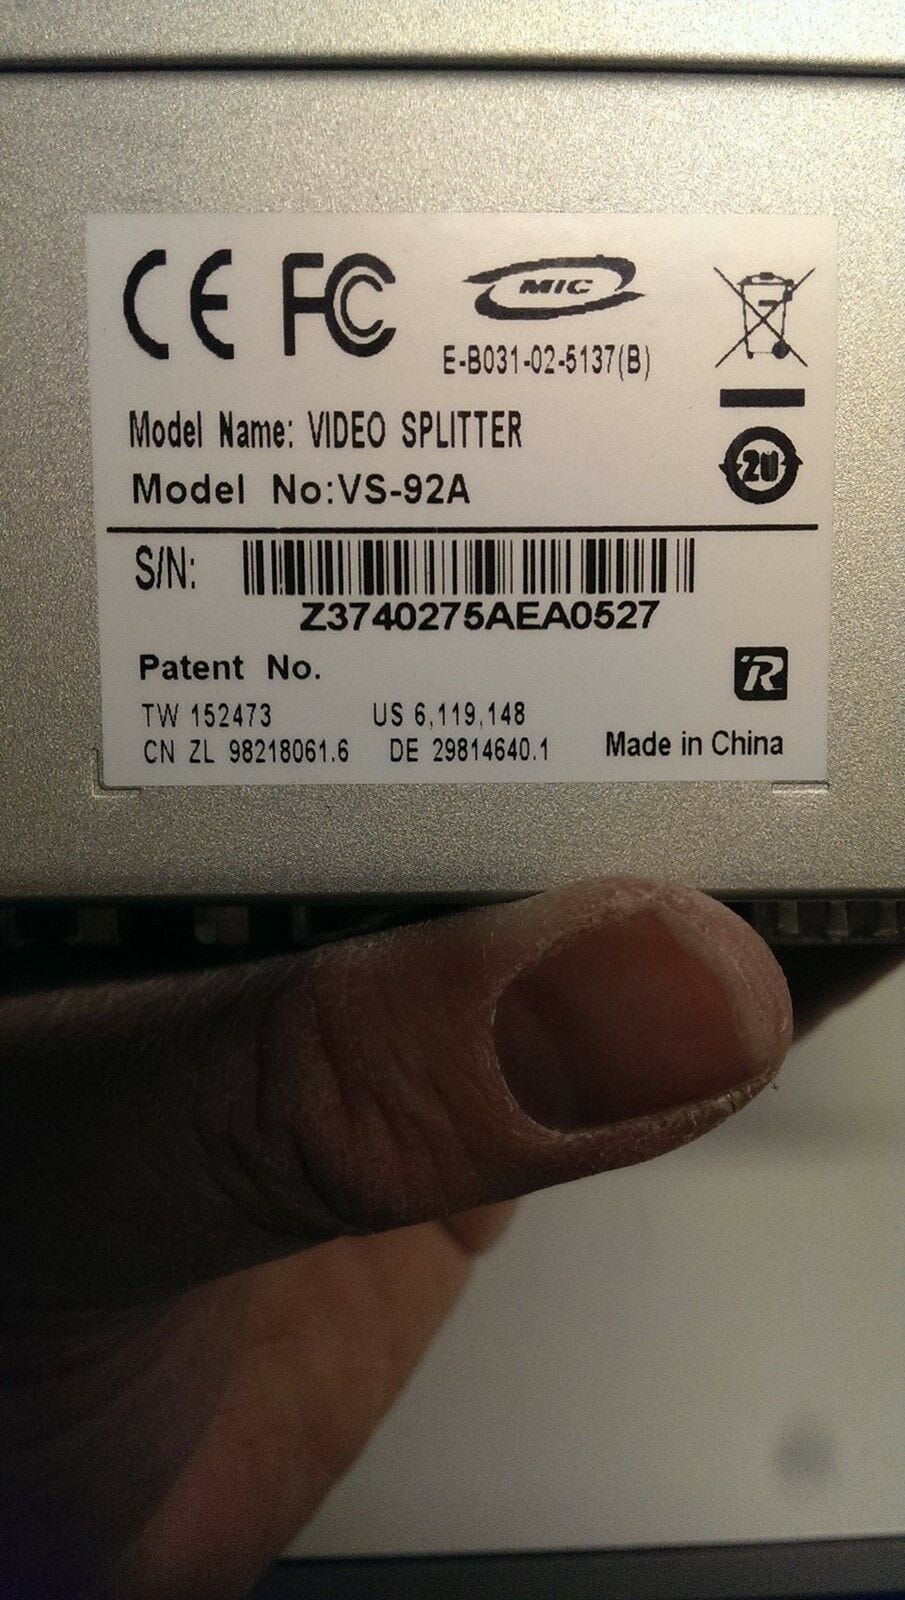 CE FC MIC
E-B031-02-5137(B)
Model Name: VIDEO SPLITTER
Model No:VS-92A
2U
S/N:
Z3740275AEA0527
Patent No.
R
TW 152473 US 6,119,148
CN ZL 98218061.6 DE 29814640.1 Made in China